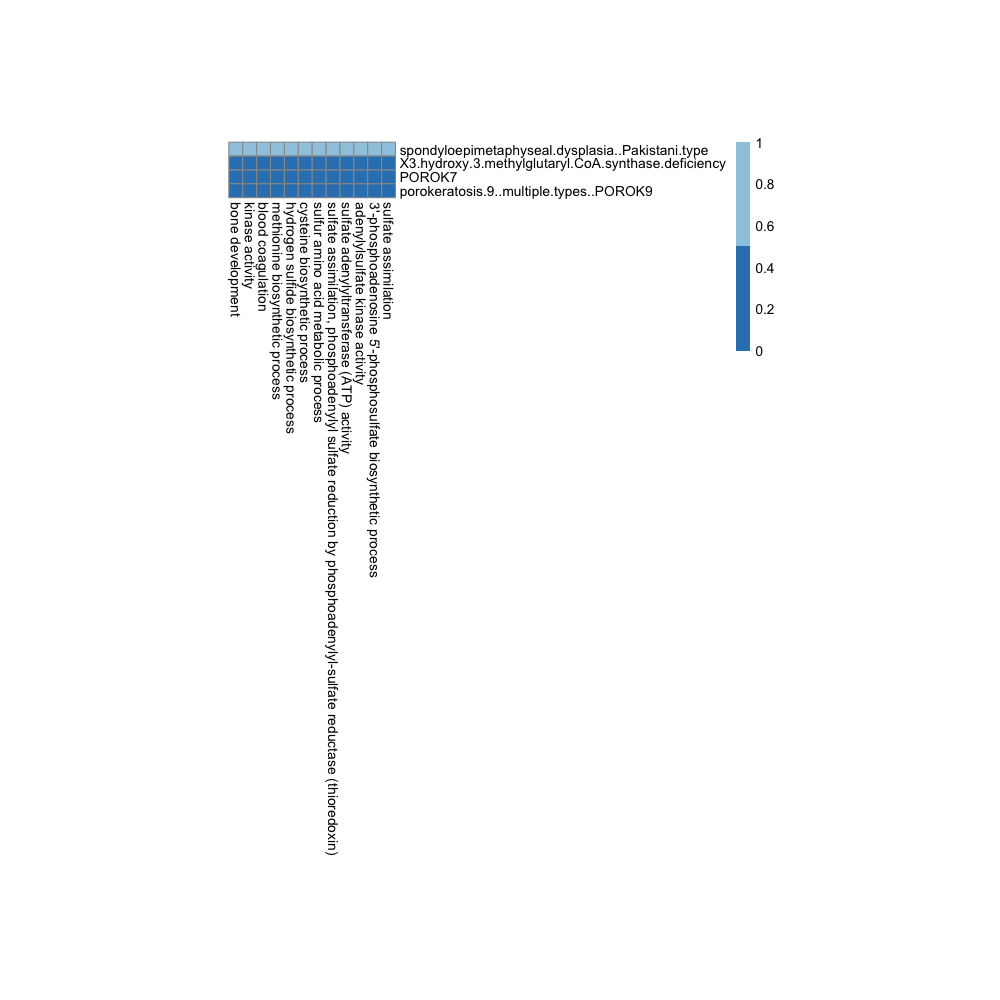 spondyloepimetaphyseal.dysplasia..Pakistani.type
X3.hydroxy.3.methylglutaryl.CoA.synthase.deficiency
POROK7
porokeratosis.9..multiple.types..POROK9
1
0.8
0.6
0.4
0.2
0
bone development
kinase activity
blood coagulation
methionine biosynthetic process
hydrogen sulfide biosynthetic process
cysteine biosynthetic process
sulfur amino acid metabolic process
sulfate assimilation, phosphoadenylyl sulfate reduction by phosphoadenylyl-sulfate reductase (thioredoxin)
sulfate adenylyltransferase (ATP) activity
adenylylsulfate kinase activity
3'-phosphoadenosine 5'-phosphosulfate biosynthetic process
sulfate assimilation